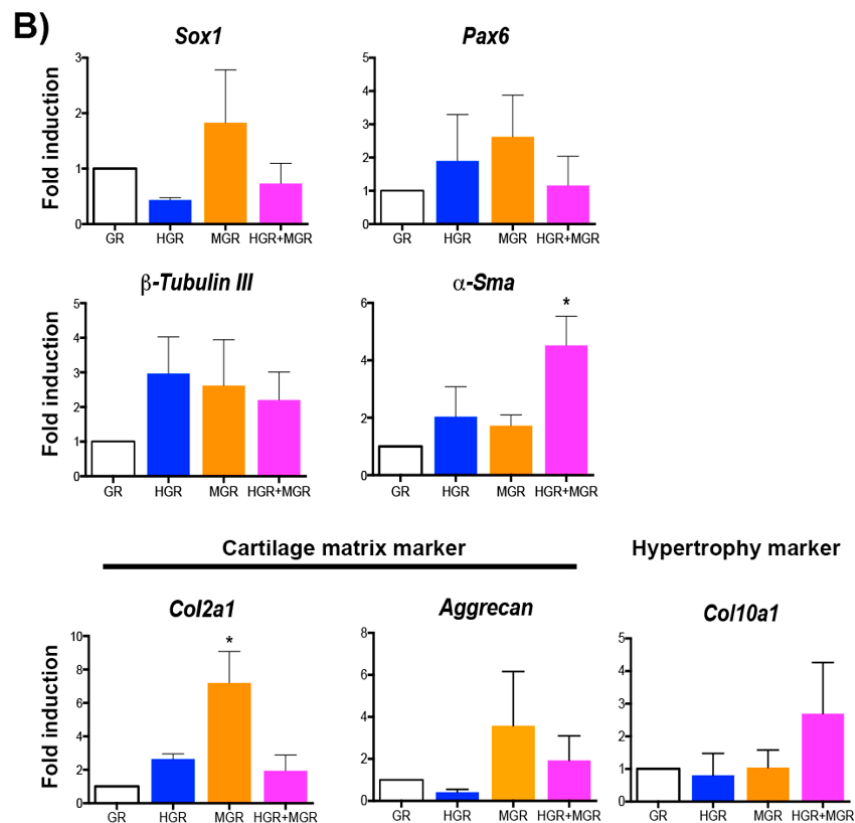 B)
Sox1
Pax6
Fold induction
3
2
1
0
GR HGR MGR HGR+MGR
5
4
3
2
1
0
GR HGR MGR HGR+MGR
β-Tubulin III
α-Sma
Fold induction
5
4
3
2
1
0
GR HGR MGR HGR+MGR
6
4
2
0
*
GR HGR MGR HGR+MGR
Cartilage matrix marker
Hypertrophy marker
Col2a1
Aggrecan
Col10a1
Fold induction
10
8
6
4
2
0
*
GR HGR MGR HGR+MGR
8
6
4
2
0
GR HGR MGR HGR+MGR
5
4
3
2
1
0
GR HGR MGR HGR+MGR